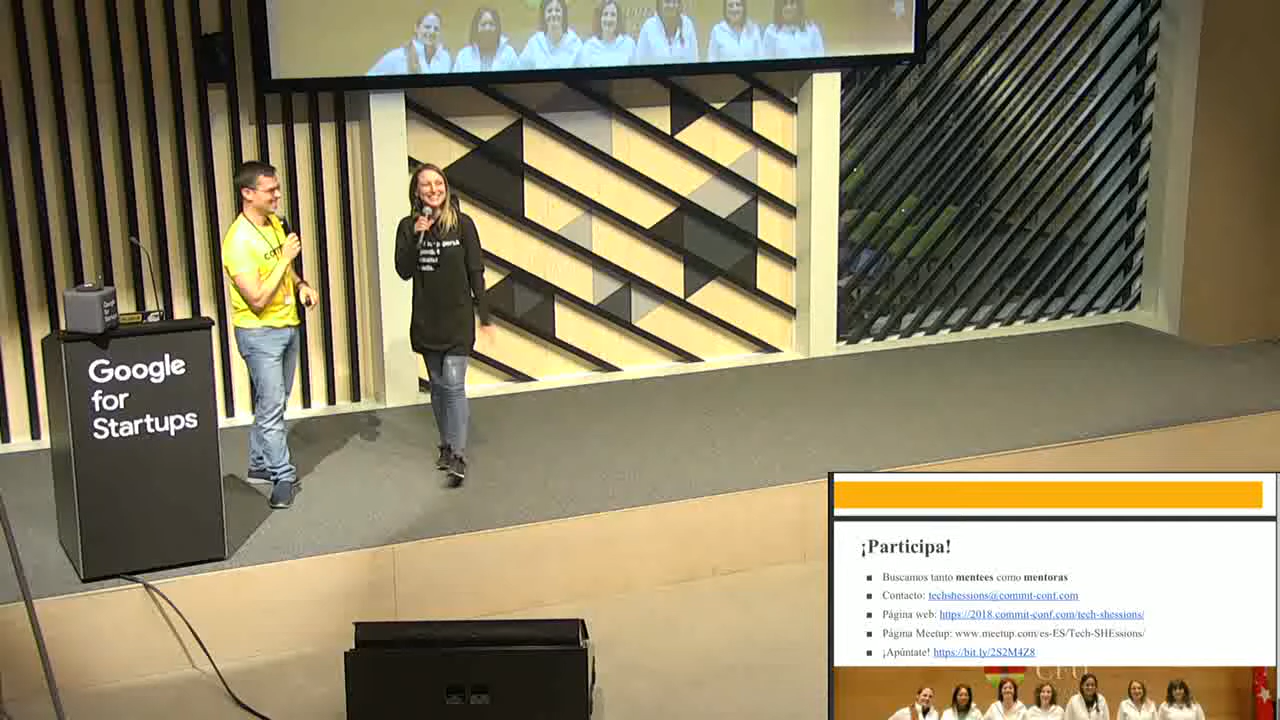 Google
for
Startups
¡Participa!
Buscamos tanto mentees como mentoras
Contacto: techshessions@commit-conf.com
Página web: https://2018.commit-conf.com/tech-shessions/
Página Meetup: www.meetup.com/es-ES/Tech-SHEssions/
¡Apúntate! https://bit.ly/2S2M4Z8